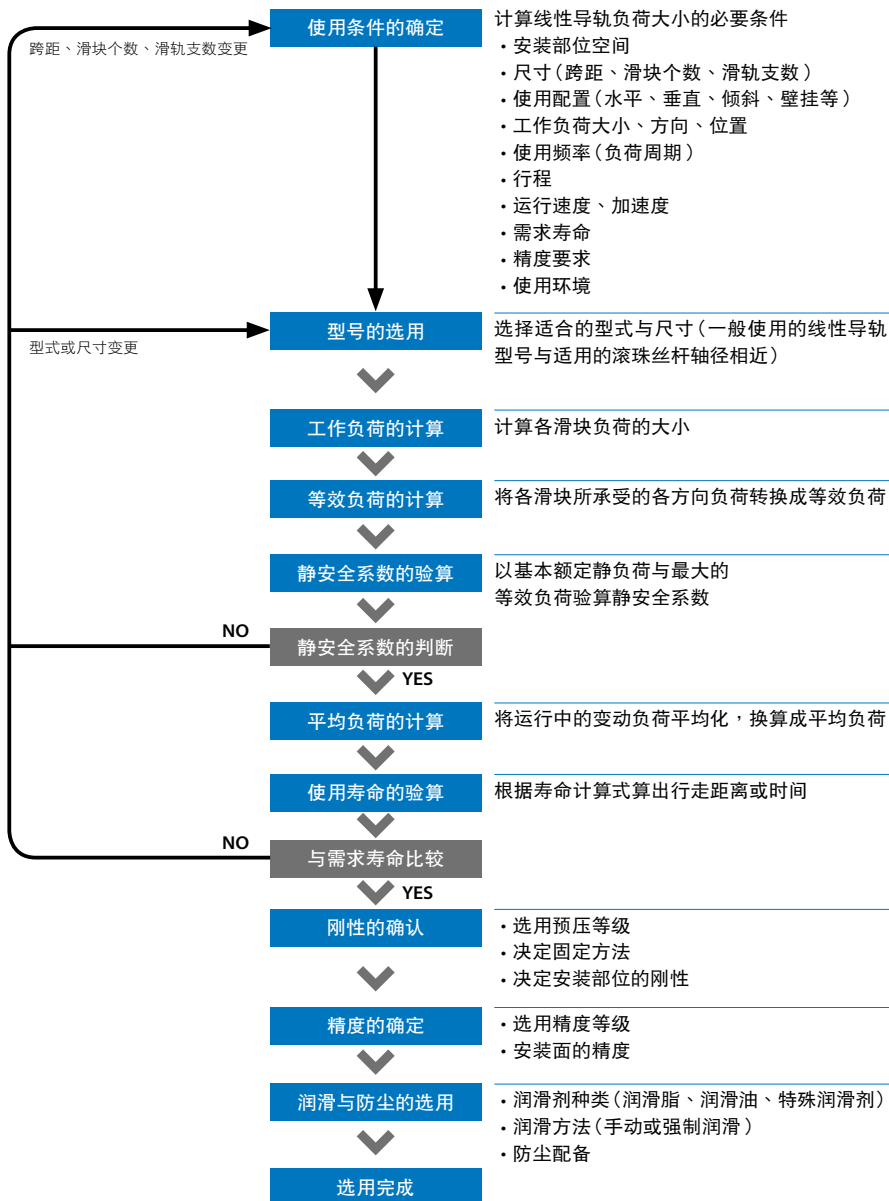 使用条件的确定
计算线性导轨负荷大小的必要条件
・安装部位空间
・尺寸(跨距、滑块个数、滑轨支数)
・使用配置(水平、垂直、倾斜、壁挂等)
・工作负荷大小、方向、位置
・使用频率(负荷周期)
・行程
・运行速度、加速度
・需求寿命
・精度要求
・使用环境
跨距、滑块个数、滑轨支数变更
型号的选用
选择适合的型式与尺寸(一般使用的线性导轨
型号与适用的滚珠丝杆轴径相近)
型式或尺寸变更
工作负荷的计算
计算各滑块负荷的大小
等效负荷的计算
将各滑块所承受的各方向负荷转换成等效负荷
静安全系数的验算
以基本额定静负荷与最大的
等效负荷验算静安全系数
NO
静安全系数的判断
YES
平均负荷的计算
将运行中的变动负荷平均化，换算成平均负荷
使用寿命的验算
根据寿命计算式算出行走距离或时间
NO
与需求寿命比较
YES
刚性的确认
・选用预压等级
・决定固定方法
・决定安装部位的刚性
精度的确定
・选用精度等级
・安装面的精度
润滑与防尘的选用
・润滑剂种类(润滑脂、润滑油、特殊润滑剂)
・润滑方法(手动或强制润滑)
・防尘配备
选用完成